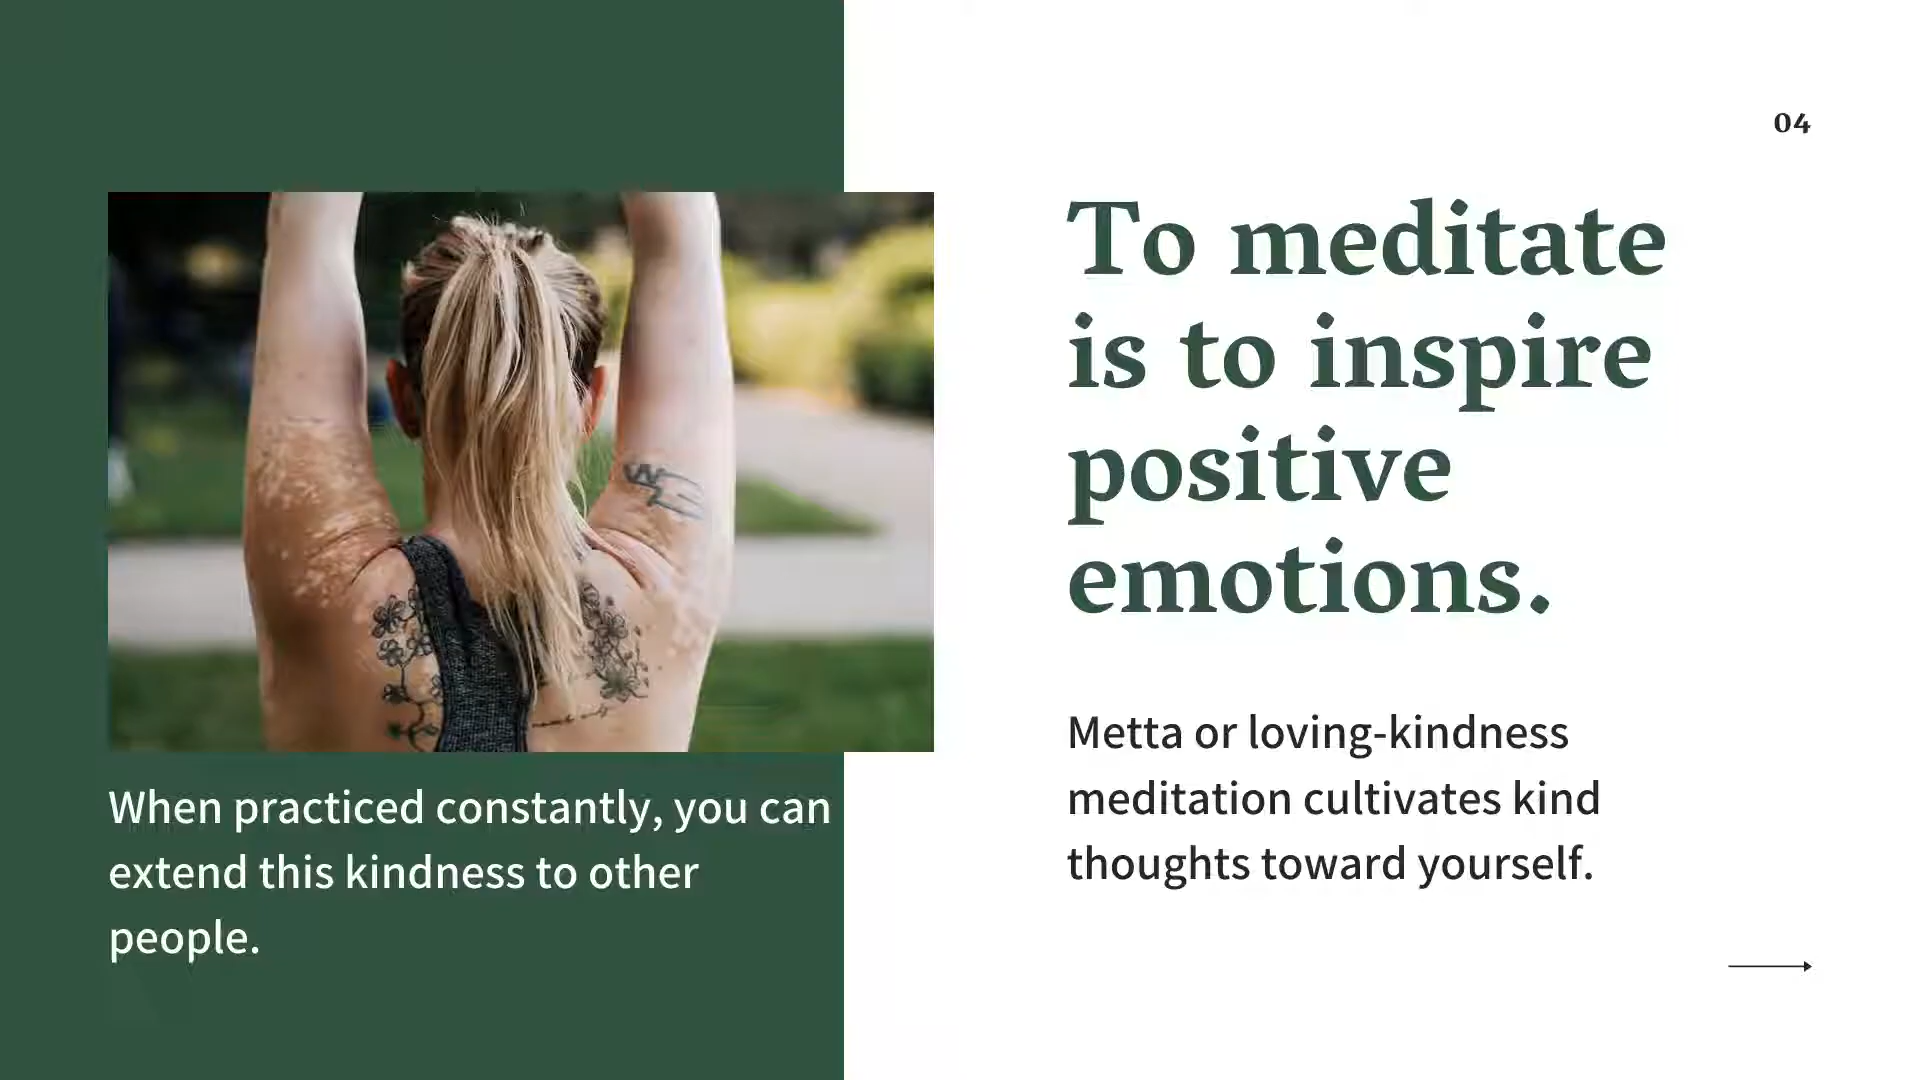 04
To meditate
is to inspire
positive
emotions.
Metta or loving-kindness
meditation cultivates kind
thoughts toward yourself.
When practiced constantly, you can
extend this kindness to other
people.